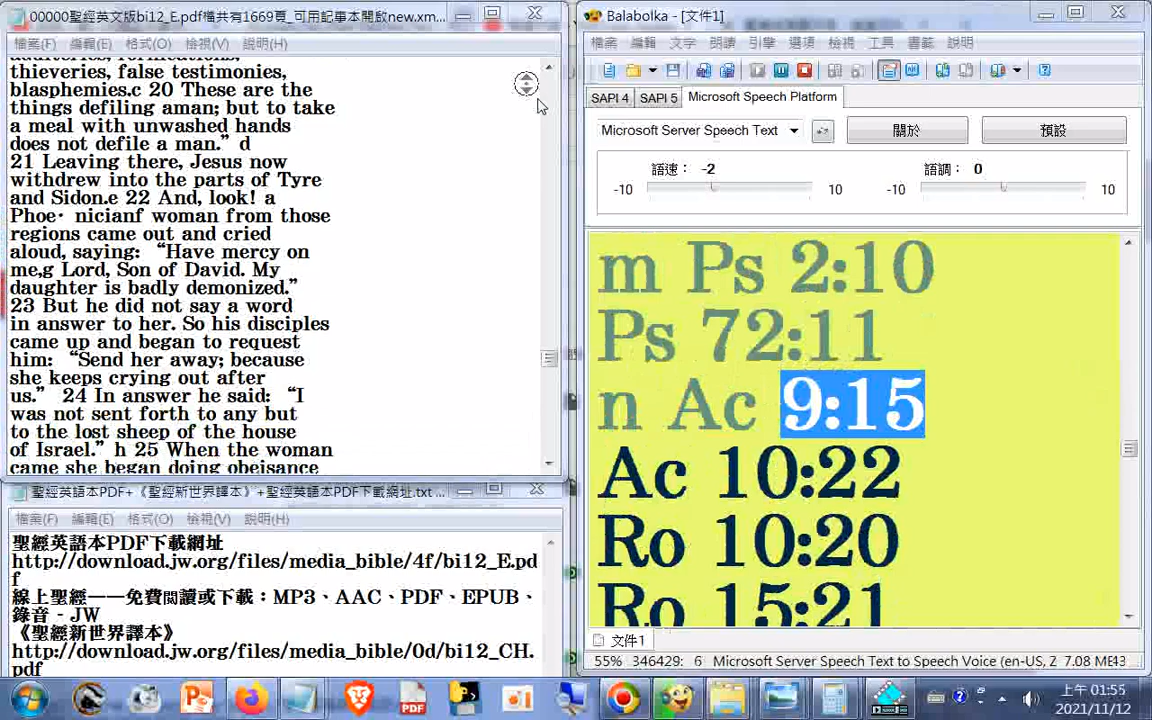 00000聖經英文版bi12_E.pdf檔共有1669頁_可用記事本開啟new.xm...
檔案(F) 編輯(E) 格式(O) 檢視(V) 說明(H)
thieveries, false testimonies,
blasphemies.c 20 These are the
things defiling aman; but to take
a meal with unwashed hands
does not defile a man.” d
21 Leaving there, Jesus now
withdrew into the parts of Tyre
and Sidon.e 22 And, look! a
Phoe· nicianf woman from those
regions came out and cried
aloud, saying: “Have mercy on
me,g Lord, Son of David. My
daughter is badly demonized.”
23 But he did not say a word
in answer to her. So his disciples
came up and began to request
him: “Send her away; because
she keeps crying out after
us.” 24 In answer he said: “I
was not sent forth to any but
to the lost sheep of the house
of Israel.” h 25 When the woman
came she began doing obeisance
聖經英語本PDF+《聖經新世界譯本》+聖經英語本PDF下載網址.txt ...
檔案(F) 編輯(E) 格式(O) 檢視(V) 說明(H)
聖經英語本PDF下載網址
http://download.jw.org/files/media_bible/4f/bi12_E.pd
f
線上聖經——免費閱讀或下載：MP3、AAC、PDF、EPUB、
錄音 - JW
《聖經新世界譯本》
http://download.jw.org/files/media_bible/0d/bi12_CH.
pdf
Balabolka - [文件1]
檔案 編輯 文字 朗讀 引擎 選項 檢視 工具 書籤 說明
SAPI 4 SAPI 5 Microsoft Speech Platform
Microsoft Server Speech Text 關於 預設
語速： -2 語調： 0
-10 10 -10 10
m Ps 2:10
Ps 72:11
n Ac 9:15
Ac 10:22
Ro 10:20
Ro 15:21
文件1
55% 346429: 6 Microsoft Server Speech Text to Speech Voice (en-US, Z 7.08 ME43
PDF
上午 01:55
2021/11/12